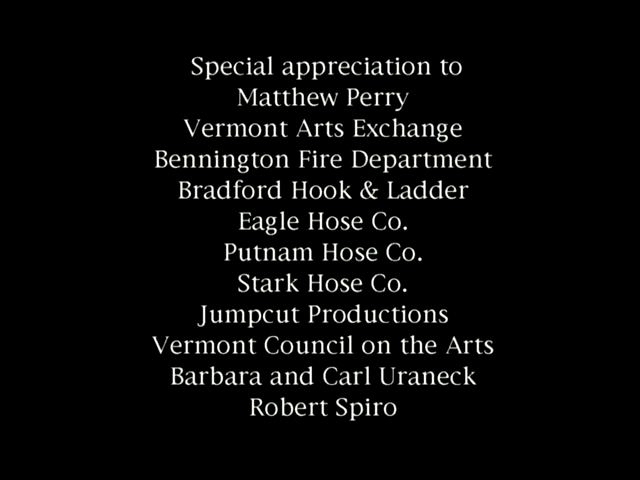 Special appreciation to
Matthew Perry
Vermont Arts Exchange
Bennington Fire Department
Bradford Hook & Ladder
Eagle Hose Co.
Putnam Hose Co.
Stark Hose Co.
Jumpcut Productions
Vermont Council on the Arts
Barbara and Carl Uraneck
Robert Spiro